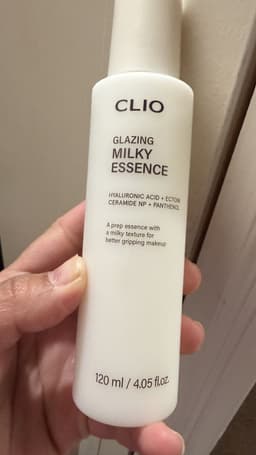 CLIO
GLAZING
MILKY
ESSENCE
HYALURONIC ACID + ECTOIN
CERAMIDE NP + PANTHENOL
A prep essence with
a milky texture for
better gripping makeup
120 ml / 4.05 fl.oz.